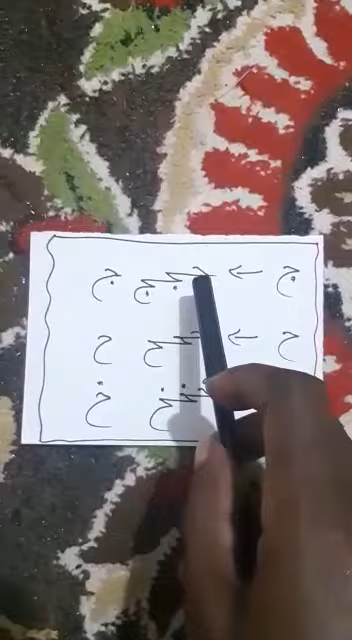 ج ← ججج ج
ح ← ححح ح
خخخ خ